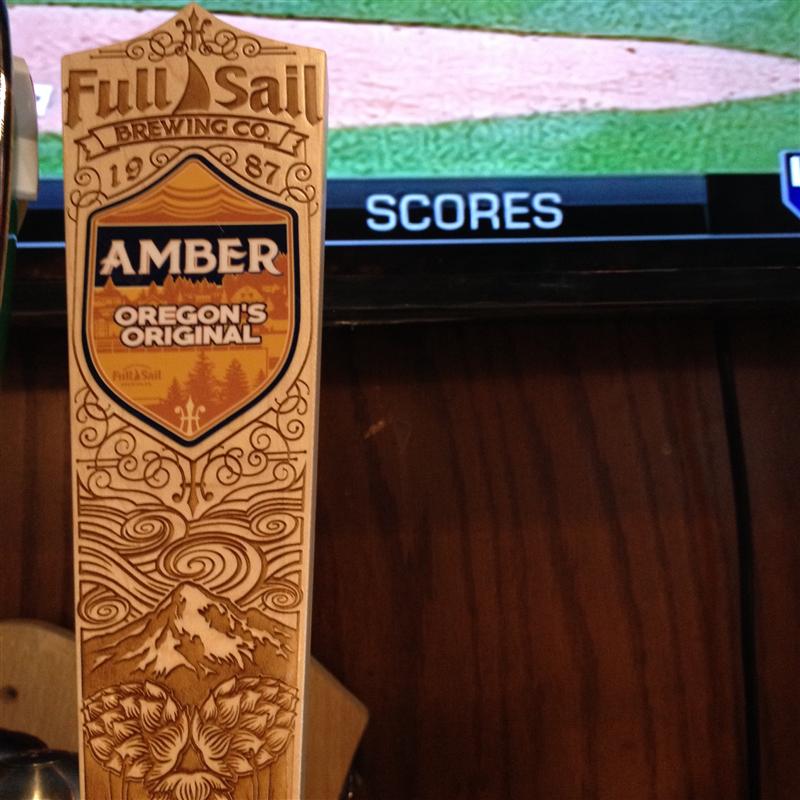 Full Sail
BREWING CO.
19 87
AMBER
OREGON'S
ORIGINAL
Full Sail
SCORES